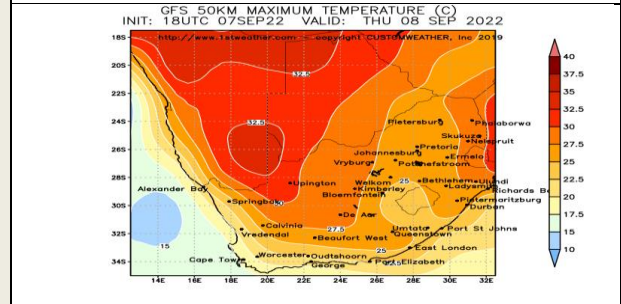 GFS 50KM MAXIMUM TEMPERATURE (C)
INIT: 18UTC 07SEP22 VALID: THU 08 SEP 2022
http://www.1stweather.com -- copyright CUSTOMWEATHER, Inc 2019
18S
20S
22S
24S
26S
28S
30S
32S
34S
32.5
32.5
Pietersburg
Phalaborwa
Skukuza
Nelspruit
Pretoria
Johannesburg
Ermelo
Vryburg
Potchefstroom
25
Bethlehem
Ulundi
Alexander Bay
Upington
Welkom
Kimberley
Ladysmith
Richards B
Bloemfontein
Springbok
30
25
Pietermaritzburg
Durban
De Aar
Calvinia
Vredendal
27.5
Umtata
Port St Johns
Queenstown
Beaufort West
15
25
East London
Cape Town
Worcester
Oudtshoorn
George
Port Elizabeth
14E 16E 18E 20E 22E 24E 26E 28E 30E 32E
40
37.5
35
32.5
30
27.5
25
22.5
20
17.5
15
10